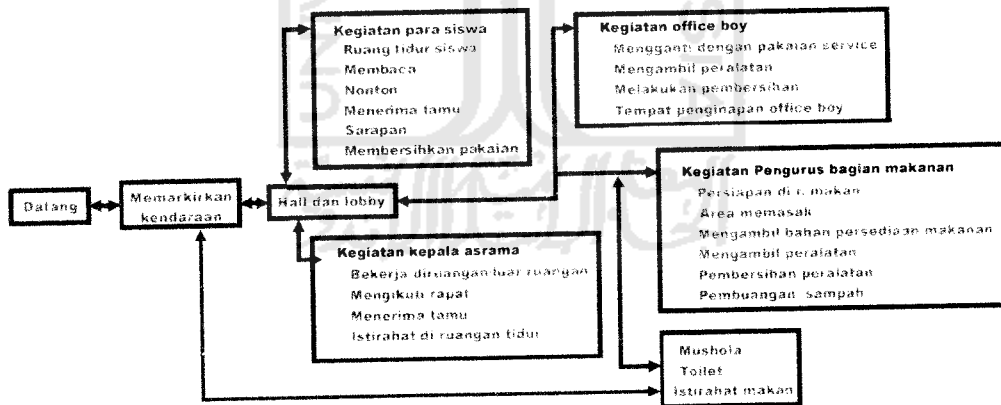 Kegiatan para siswa
Ruang tidur siswa
Membaca
Nonton
Menerima tamu
Sarapan
Membersihkan pakaian
Kegiatan office boy
Mengganti dengan pakaian service
Mengambil peralatan
Melakukan pembersihan
Tempat penginapan office boy
Datang
Memarkirkan
kendaraan
Hall dan lobby
Kegiatan Pengurus bagian makanan
Persiapan di r. makan
Area memasak
Mengambil bahan persediaan makanan
Mengambil peralatan
Pembersihan peralatan
Pembuangan sampah
Kegiatan kepala asrama
Bekerja diruangan luar ruangan
Mengikuti rapat
Menerima tamu
Istirahat di ruangan tidur
Mushola
Toilet
Istirahat makan